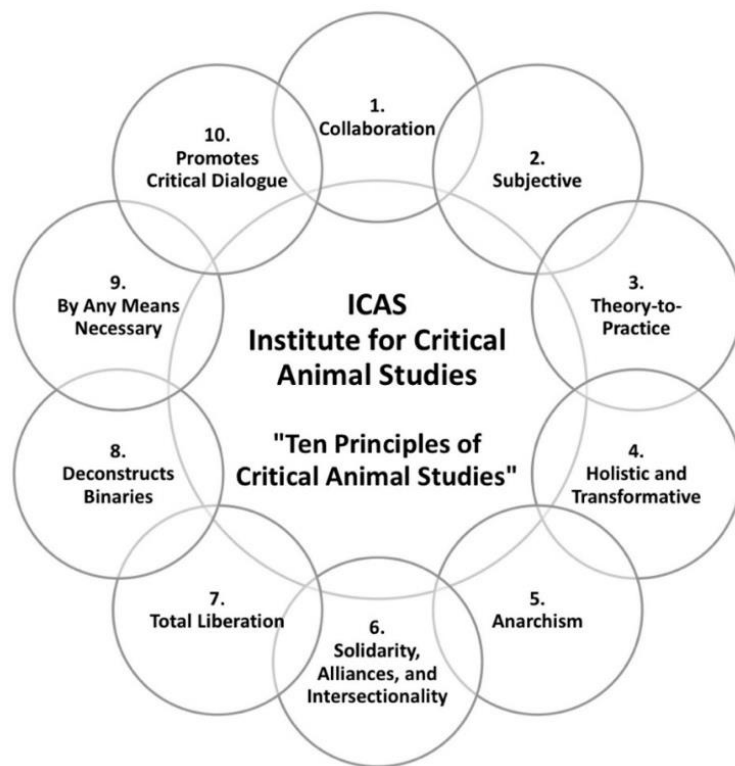 1.
Collaboration
2.
Subjective
3.
Theory-to-
Practice
4.
Holistic and
Transformative
5.
Anarchism
6.
Solidarity,
Alliances, and
Intersectionality
7.
Total Liberation
8.
Deconstructs
Binaries
9.
By Any Means
Necessary
10.
Promotes
Critical Dialogue
ICAS
Institute for Critical
Animal Studies
"Ten Principles of
Critical Animal Studies"